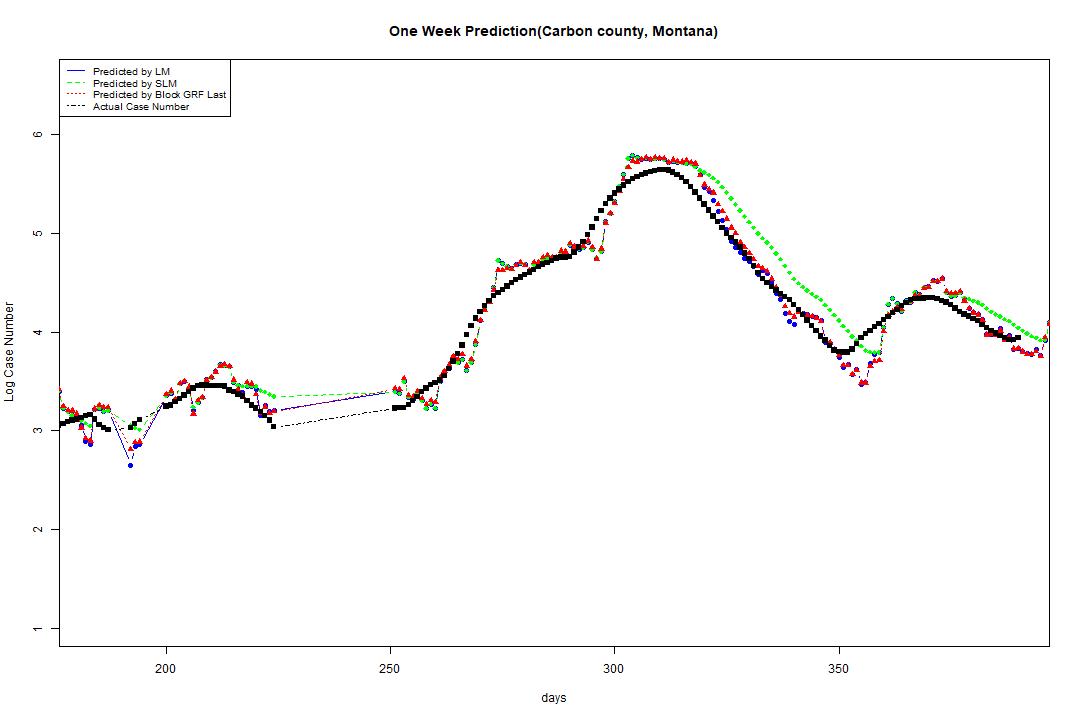 One Week Prediction(Carbon county, Montana)
Predicted by LM
Predicted by SLM
Predicted by Block GRF Last
Actual Case Number
Log Case Number
6
5
4
3
2
1
200
250
300
350
days